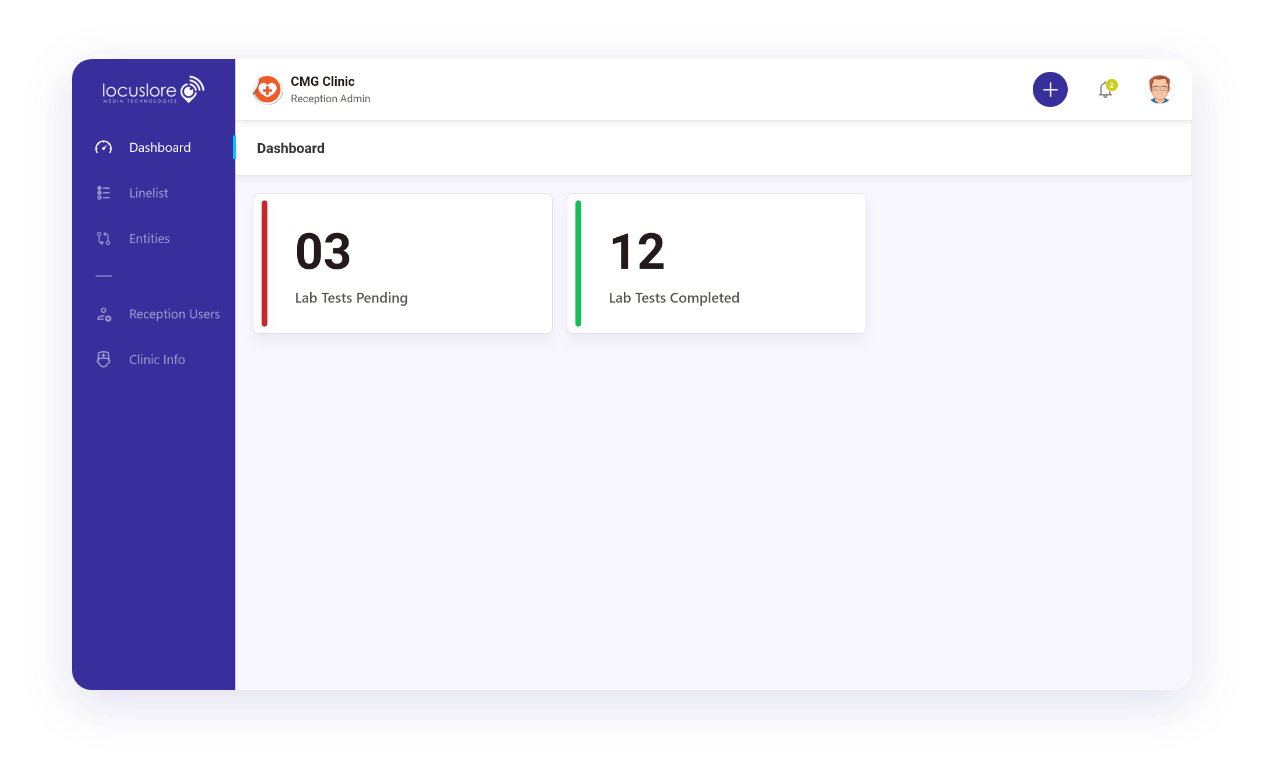 locuslore
MEDIA TECHNOLOGIES
CMG Clinic
Reception Admin
2
Dashboard
Linelist
Entities
Reception Users
Clinic Info
Dashboard
03
Lab Tests Pending
12
Lab Tests Completed